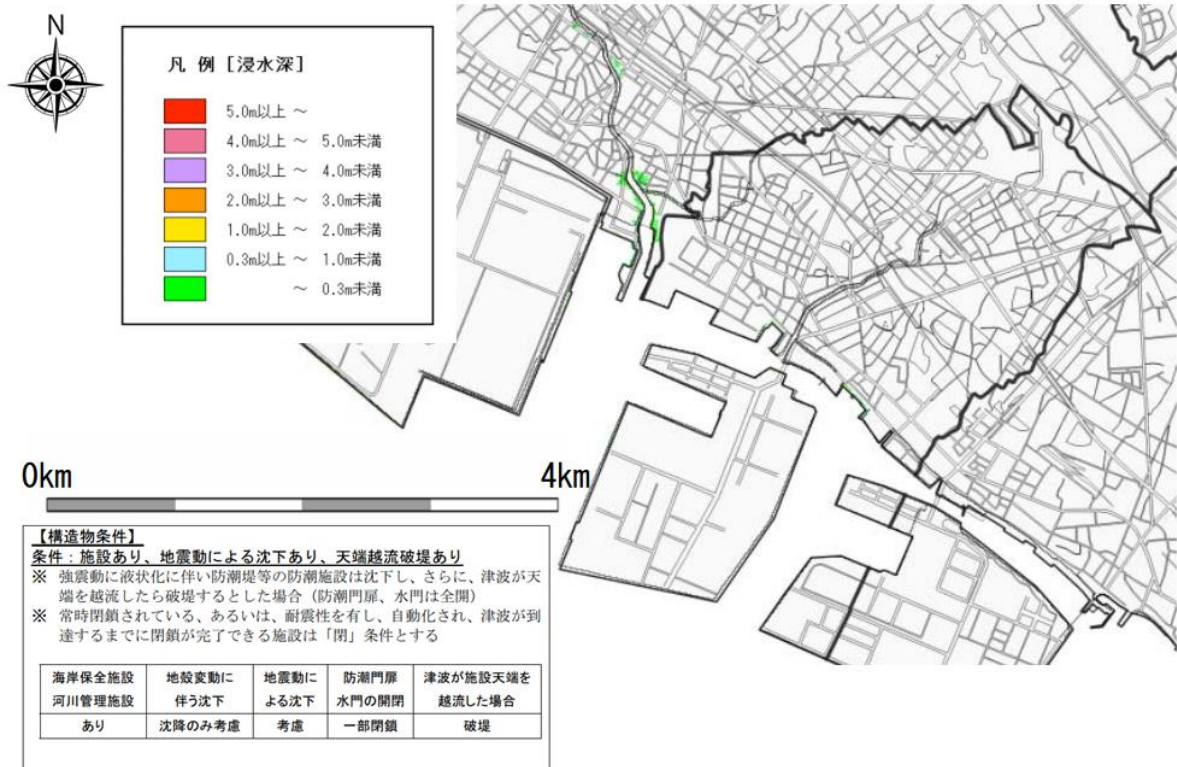 N
凡 例 [浸水深]
5.0m以上 ～
4.0m以上 ～ 5.0m未満
3.0m以上 ～ 4.0m未満
2.0m以上 ～ 3.0m未満
1.0m以上 ～ 2.0m未満
0.3m以上 ～ 1.0m未満
～ 0.3m未満
0km 4km
【構造物条件】
条件：施設あり、地震動による沈下あり、天端越流破堤あり
※ 強震動に液状化に伴い防潮堤等の防潮施設は沈下し、さらに、津波が天
端を越流したら破堤するとした場合（防潮門扉、水門は全開）
※ 常時閉鎖されている、あるいは、耐震性を有し、自動化され、津波が到
達するまでに閉鎖が完了できる施設は「閉」条件とする
海岸保全施設 地殻変動に 地震動に 防潮門扉 津波が施設天端を
河川管理施設 伴う沈下 よる沈下 水門の開閉 越流した場合
あり 沈降のみ考慮 考慮 一部閉鎖 破堤